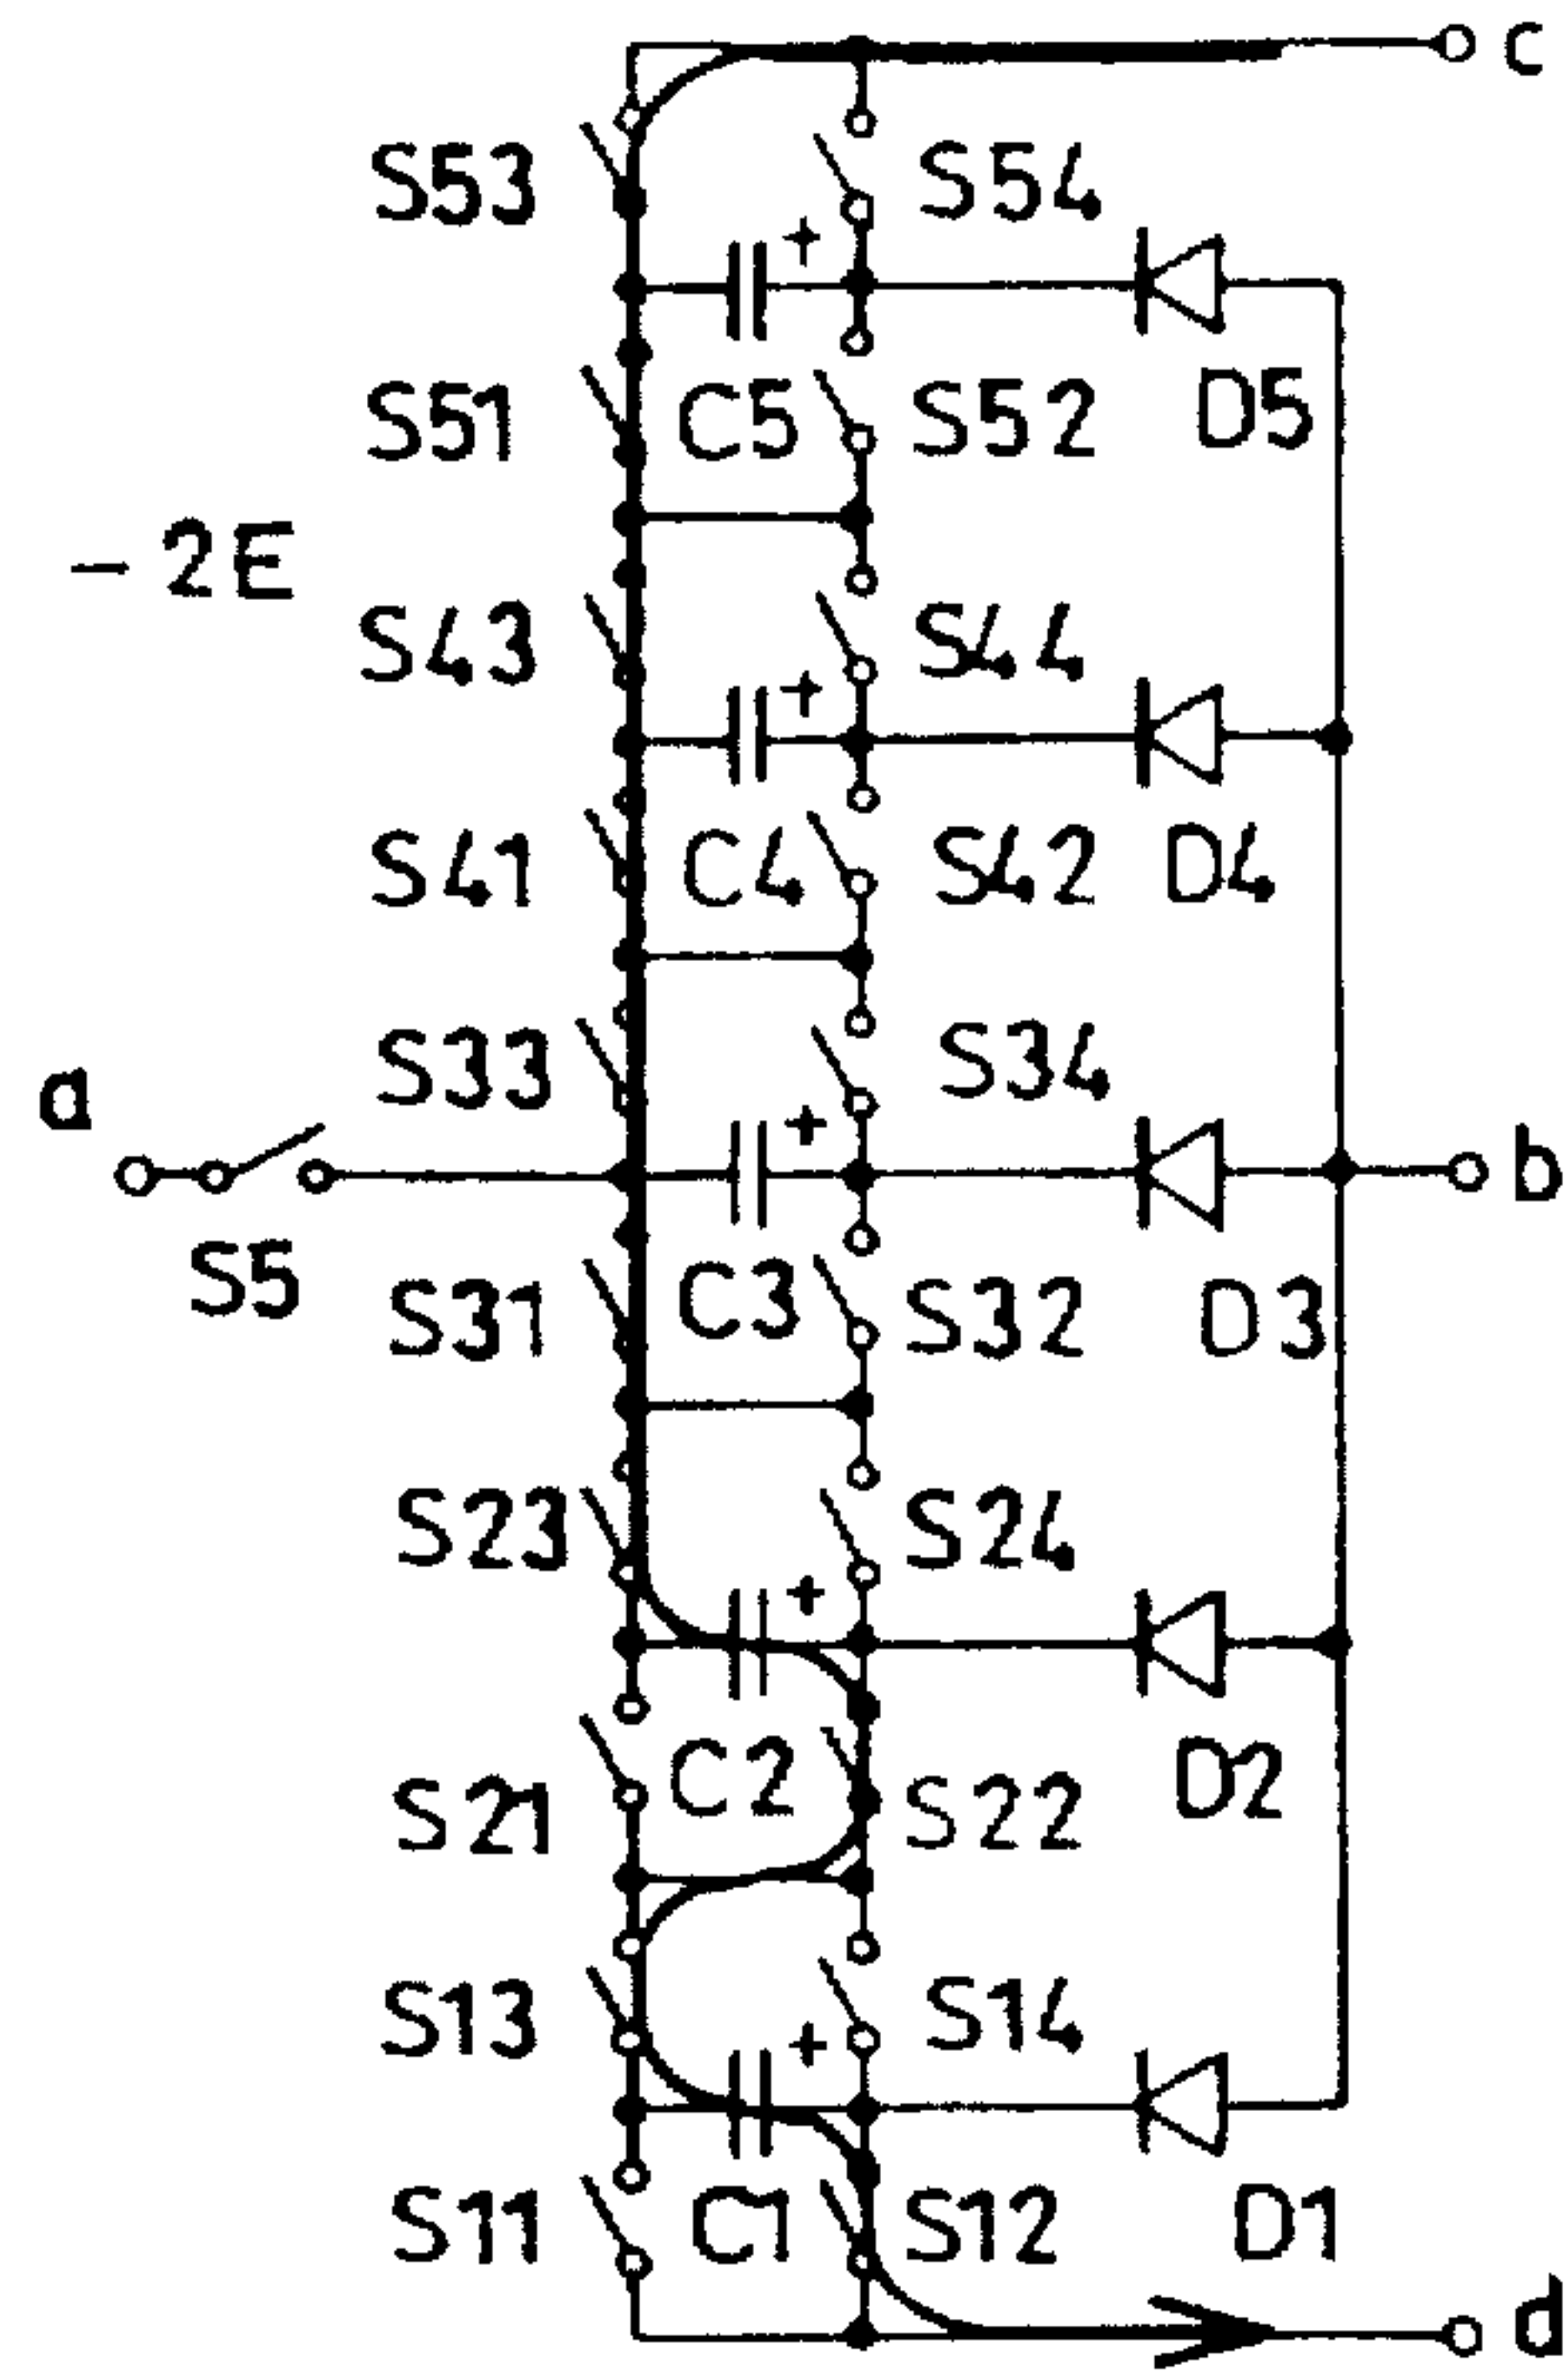 c
S53 S54
+
S51 C5 S52 D5
- 2E
S43 S44
+
S41 C4 S42 D4
S33 S34
a
+
b
S5
S31 C3 S32 D3
S23 S24
+
S21 C2 S22 D2
S13 S14
+
S11 C1 S12 D1
d